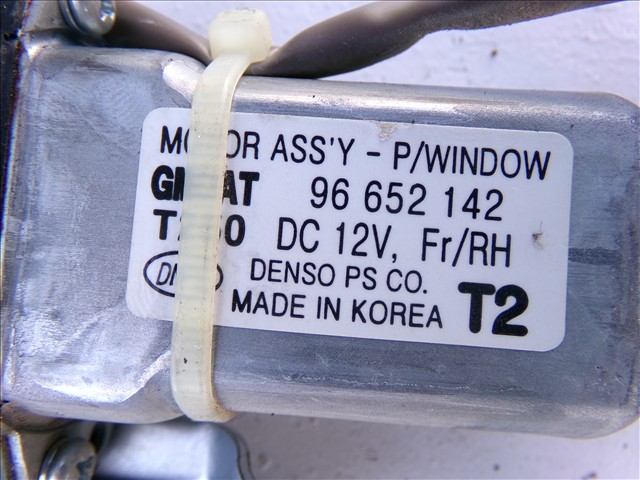 ASS'Y - P/WINDOW
96 652 142
DC 12V, Fr/RH
DENSO PS CO.
MADE IN KOREA T2